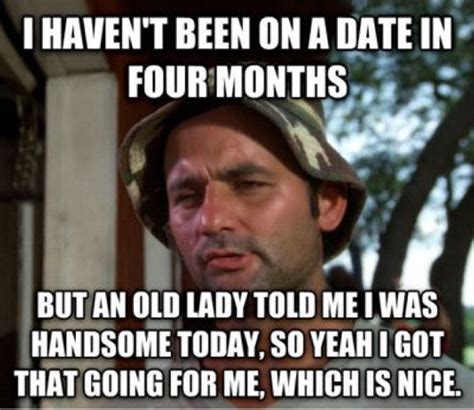 I HAVEN'T BEEN ON A DATE IN
FOUR MONTHS
BUT AN OLD LADY TOLD ME I WAS
HANDSOME TODAY, SO YEAH I GOT
THAT GOING FOR ME, WHICH IS NICE.